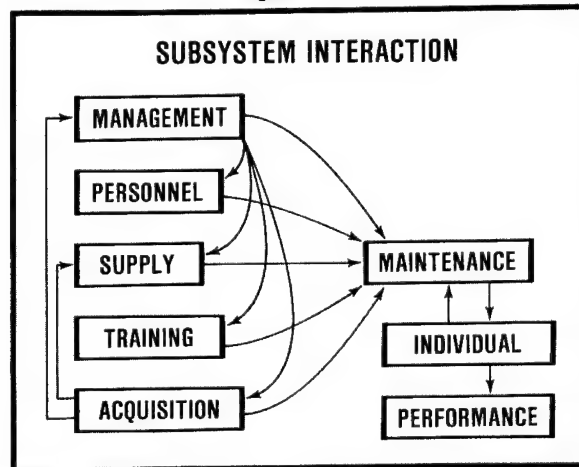 SUBSYSTEM INTERACTION
MANAGEMENT
PERSONNEL
SUPPLY
TRAINING
ACQUISITION
MAINTENANCE
INDIVIDUAL
PERFORMANCE